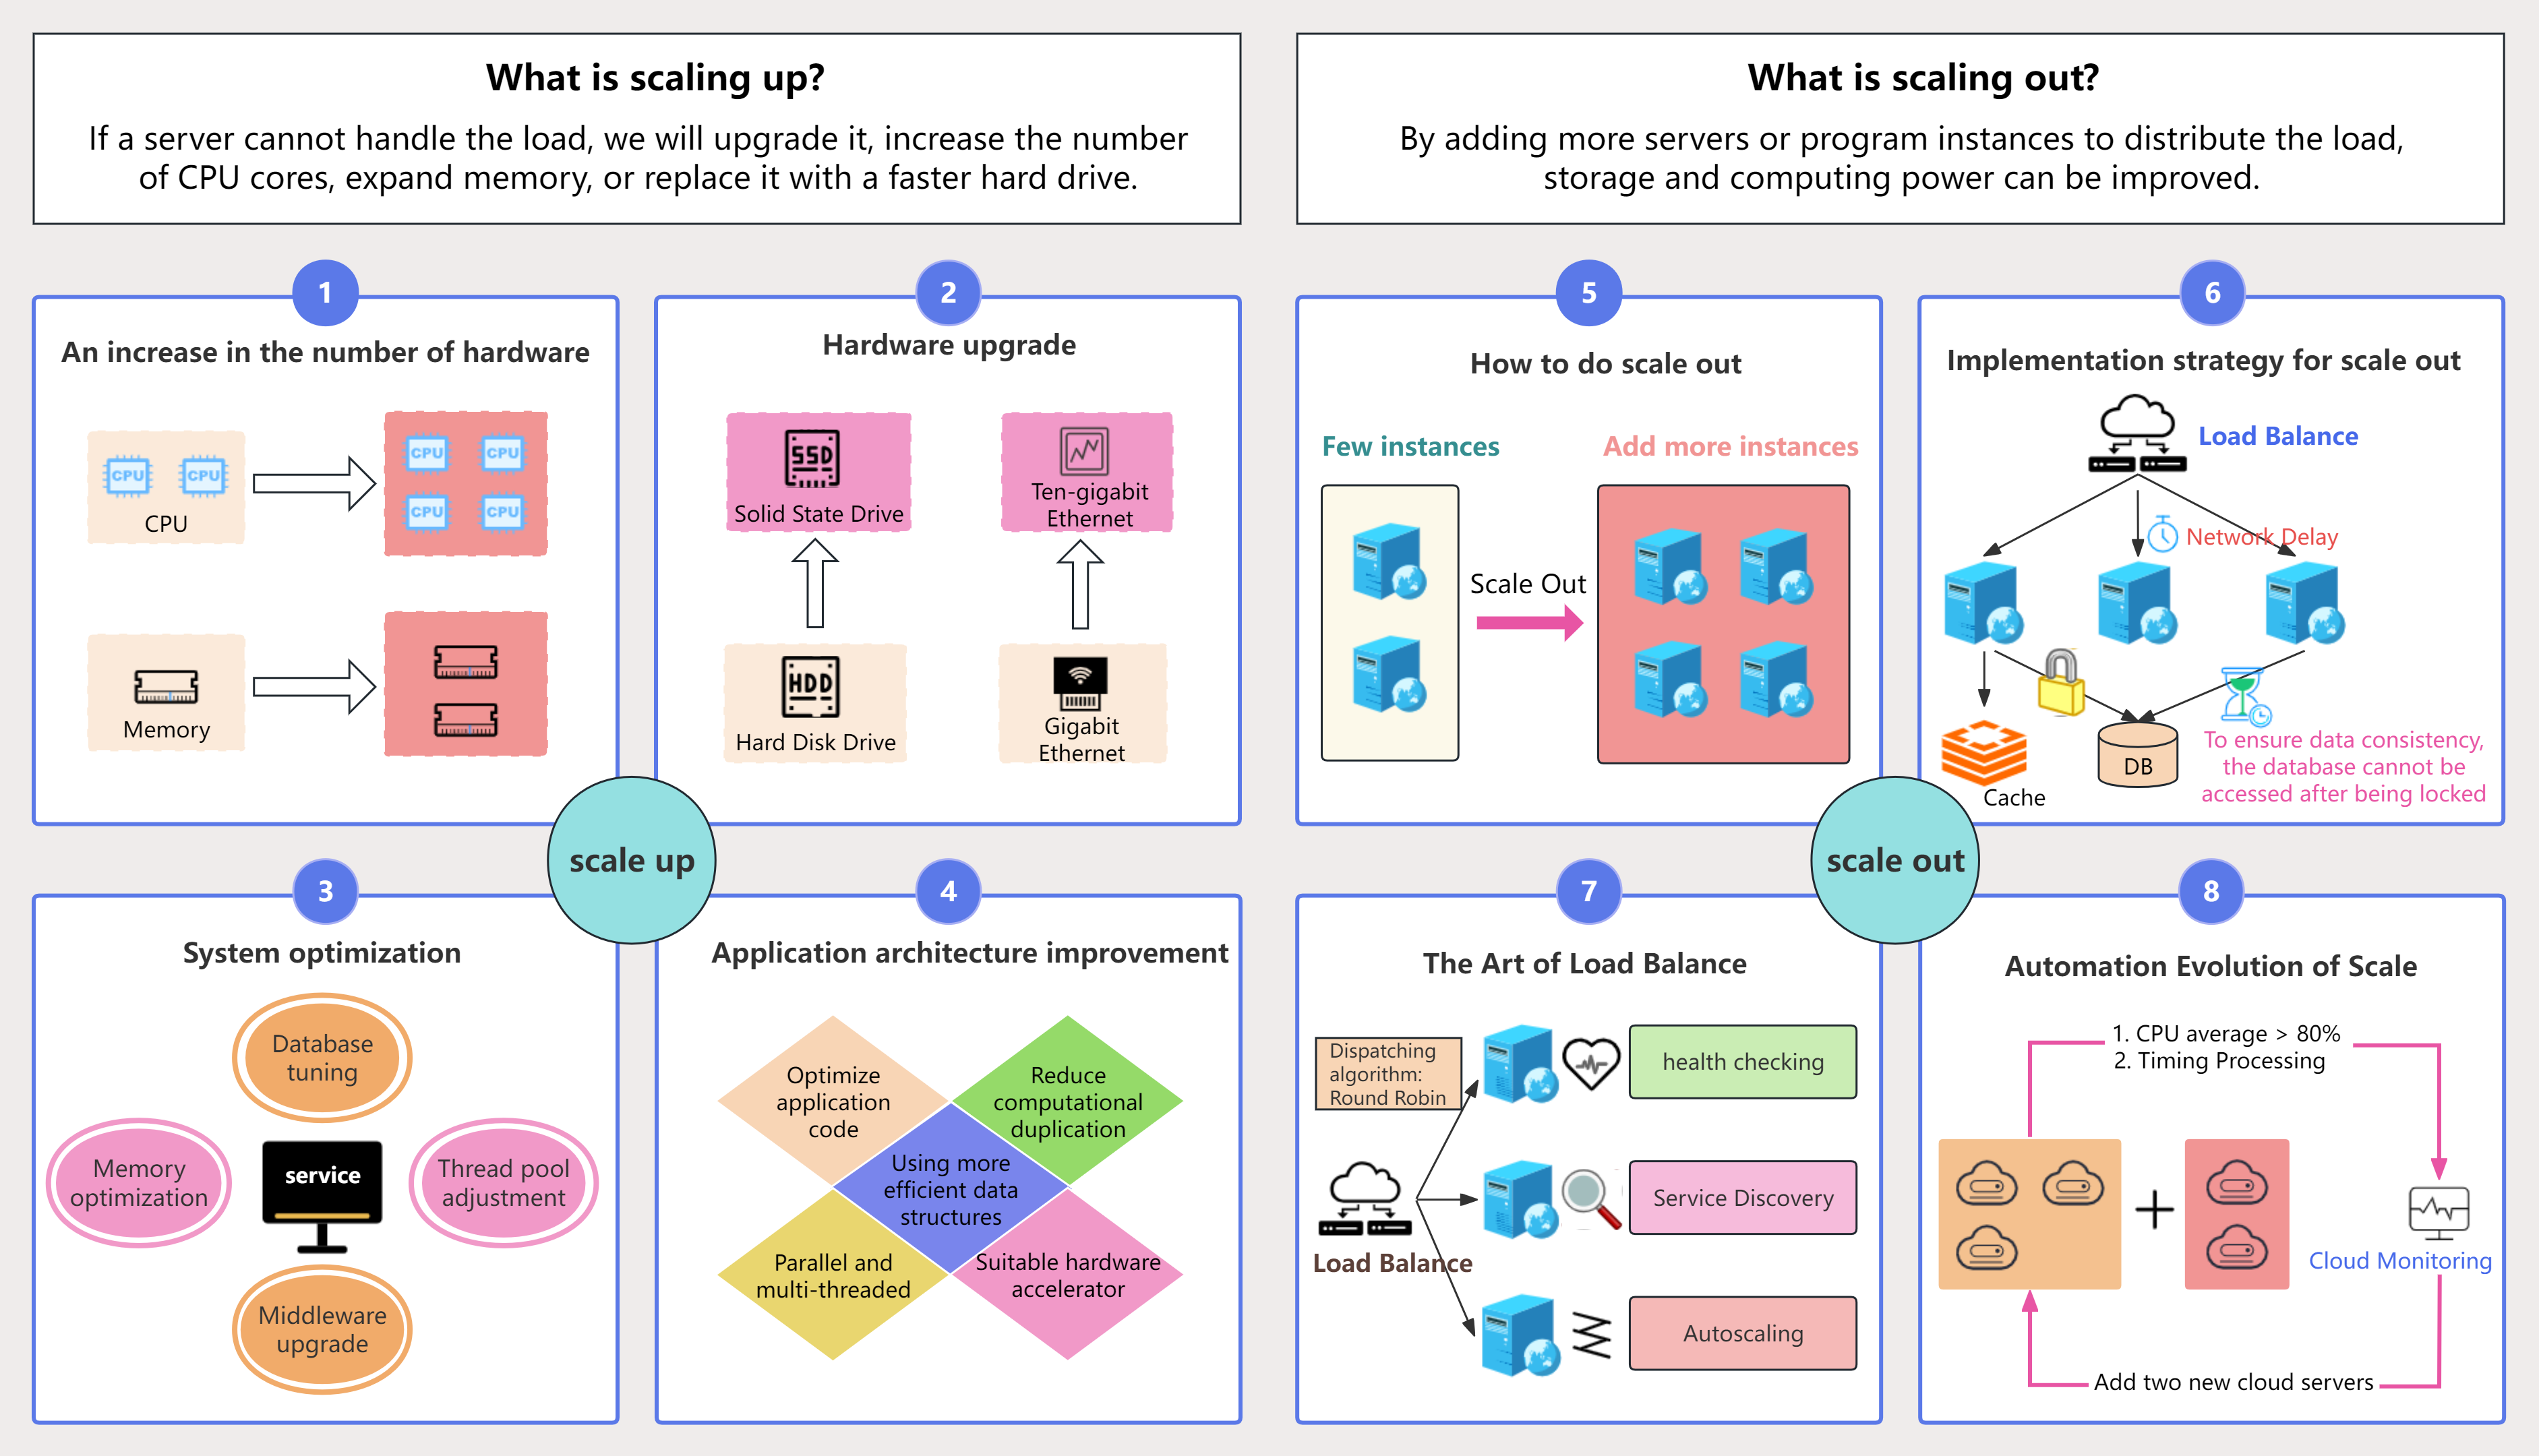 What is scaling up?
If a server cannot handle the load, we will upgrade it, increase the number
of CPU cores, expand memory, or replace it with a faster hard drive.
What is scaling out?
By adding more servers or program instances to distribute the load,
storage and computing power can be improved.
1
An increase in the number of hardware
CPU
CPU
CPU
CPU
CPU
CPU
CPU
Memory
2
Hardware upgrade
SSD
Solid State Drive
Ten-gigabit
Ethernet
HDD
Hard Disk Drive
Gigabit
Ethernet
scale up
3
System optimization
Database
tuning
Memory
optimization
service
Thread pool
adjustment
Middleware
upgrade
4
Application architecture improvement
Optimize
application
code
Reduce
computational
duplication
Using more
efficient data
structures
Parallel and
multi-threaded
Suitable hardware
accelerator
5
How to do scale out
Few instances
Add more instances
Scale Out
6
Implementation strategy for scale out
Load Balance
Network Delay
Cache
DB
To ensure data consistency,
the database cannot be
accessed after being locked
scale out
7
The Art of Load Balance
Dispatching
algorithm:
Round Robin
health checking
Service Discovery
Load Balance
Autoscaling
8
Automation Evolution of Scale
1. CPU average > 80%
2. Timing Processing
Cloud Monitoring
Add two new cloud servers